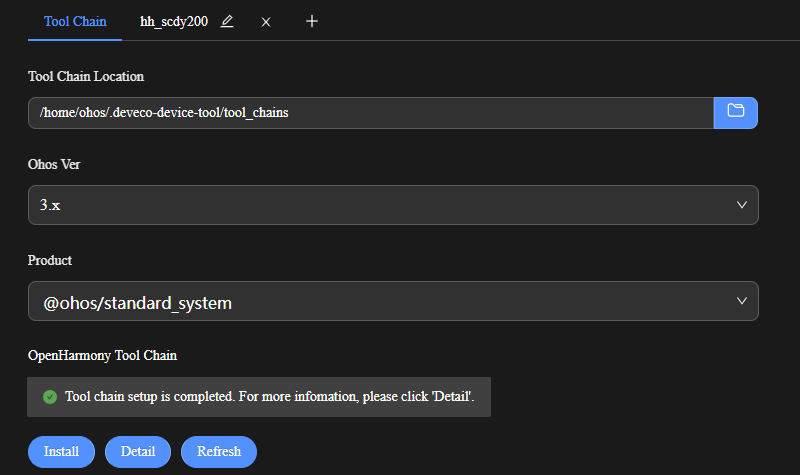 Tool Chain
hh_scdy200
Tool Chain Location
/home/ohos/.deveco-device-tool/tool_chains
Ohos Ver
3.x
Product
@ohos/standard_system
OpenHarmony Tool Chain
Tool chain setup is completed. For more infomation, please click 'Detail'.
Install
Detail
Refresh